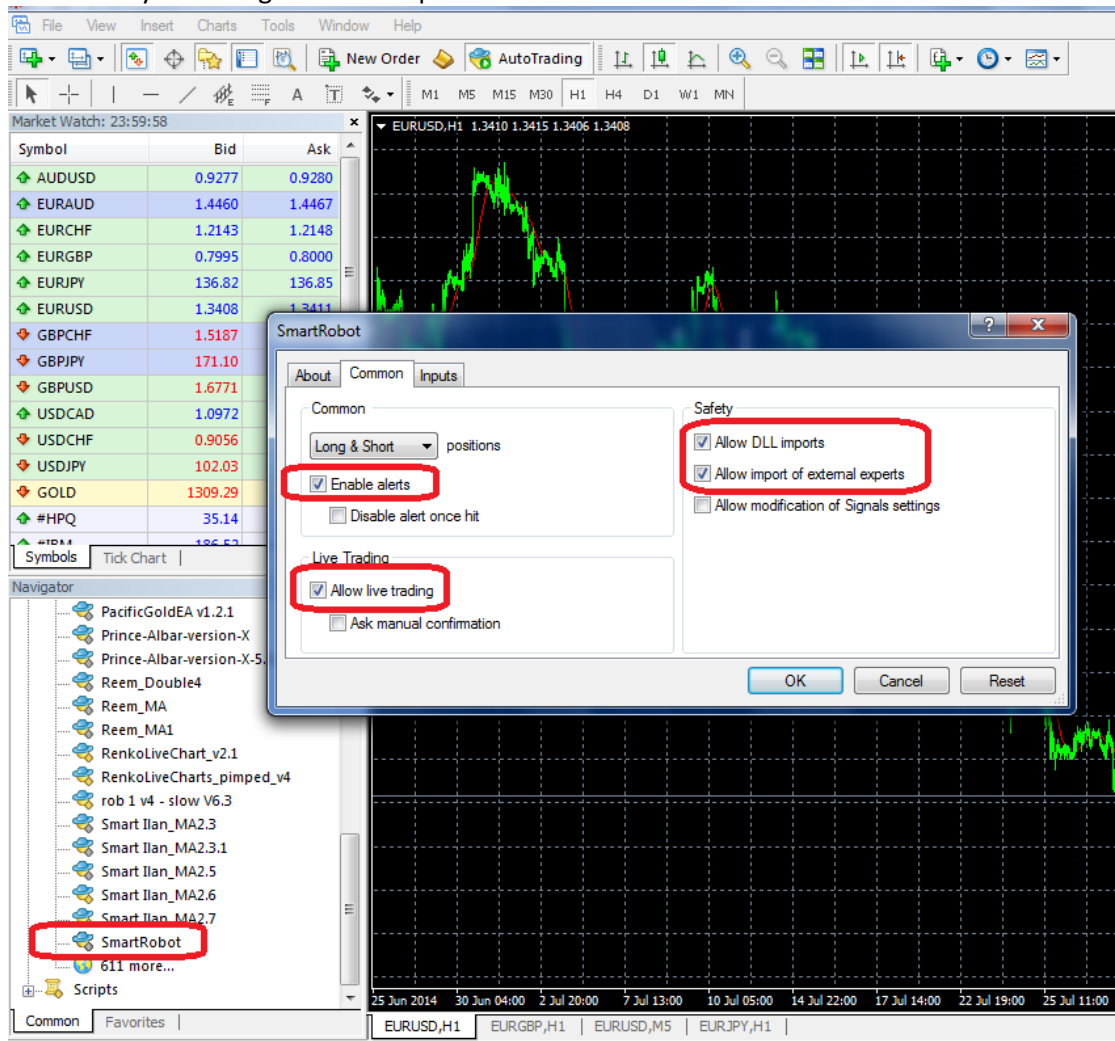 File View Insert Charts Tools Window Help
New Order AutoTrading
A T M1 M5 M15 M30 H1 H4 D1 W1 MN
Market Watch: 23:59:58
Symbol Bid Ask
AUDUSD 0.9277 0.9280
EURAUD 1.4460 1.4467
EURCHF 1.2143 1.2148
EURGBP 0.7995 0.8000
EURJPY 136.82 136.85
EURUSD 1.3408 1.3411
GBPCHF 1.5187
GBPJPY 171.10
GBPUSD 1.6771
USDCAD 1.0972
USDCHF 0.9056
USDJPY 102.03
GOLD 1309.29
#HPQ 35.14
#IBM 186.52
Symbols Tick Chart
EURUSD,H1 1.3410 1.3415 1.3406 1.3408
SmartRobot
About Common Inputs
Common
Long & Short positions
Enable alerts
Disable alert once hit
Live Trading
Allow live trading
Ask manual confirmation
Safety
Allow DLL imports
Allow import of external experts
Allow modification of Signals settings
OK Cancel Reset
Navigator
PacificGoldEA v1.2.1
Prince-Albar-version-X
Prince-Albar-version-X-5.
Reem_Double4
Reem_MA
Reem_MA1
RenkoLiveChart_v2.1
RenkoLiveCharts_pimped_v4
rob 1 v4 - slow V6.3
Smart Ilan_MA2.3
Smart Ilan_MA2.3.1
Smart Ilan_MA2.5
Smart Ilan_MA2.6
Smart Ilan_MA2.7
SmartRobot
611 more...
Scripts
Common Favorites
25 Jun 2014 30 Jun 04:00 2 Jul 20:00 7 Jul 13:00 10 Jul 05:00 14 Jul 22:00 17 Jul 14:00 22 Jul 19:00 25 Jul 11:00
EURUSD,H1 EURGBP,H1 EURUSD,M5 EURJPY,H1